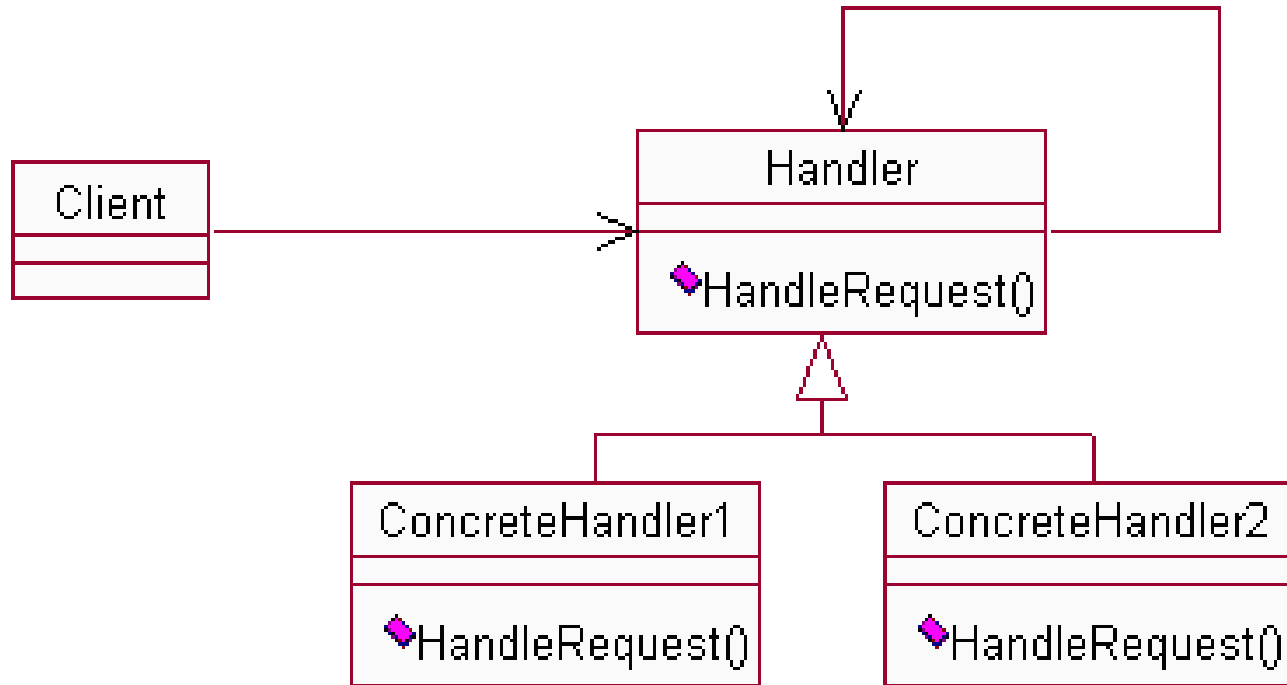 Handler
Client
HandleRequest()
ConcreteHandler1
ConcreteHandler2
HandleRequest()
HandleRequest()